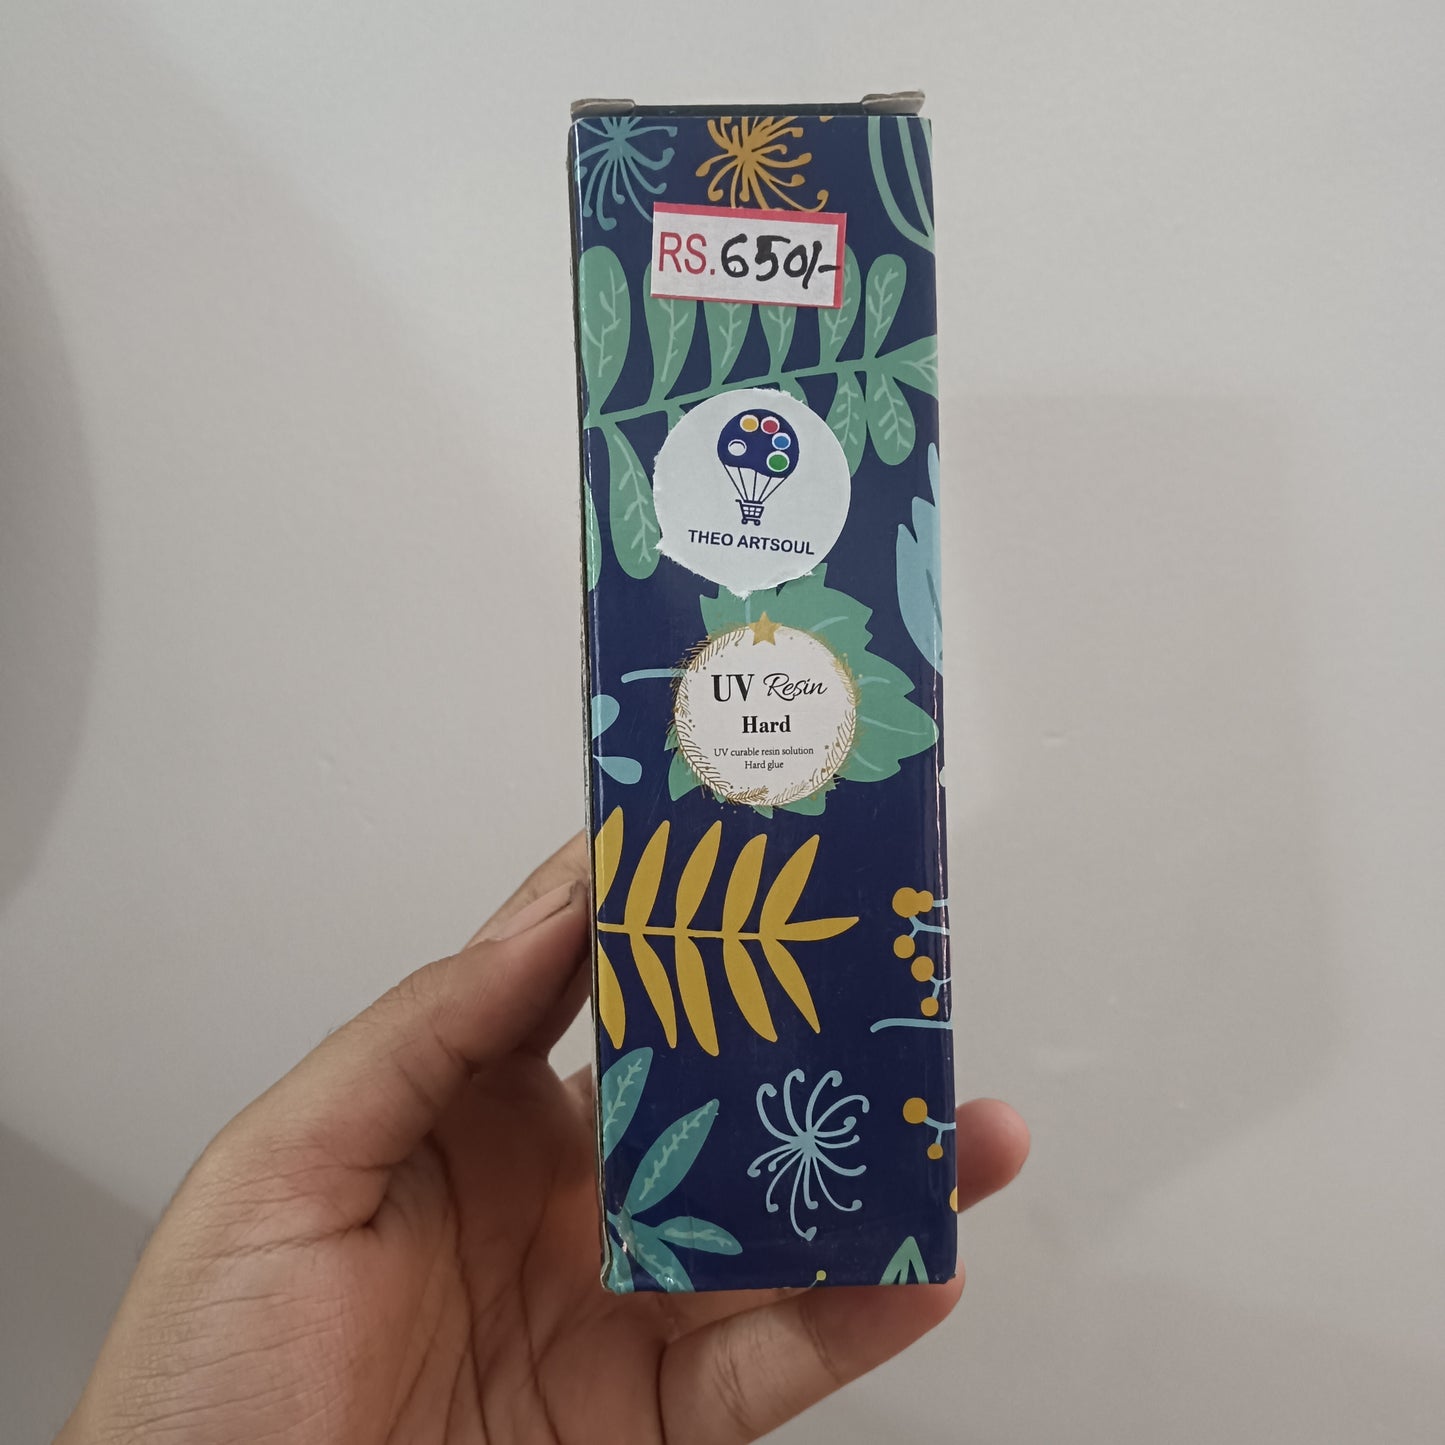 RS.650/-
THEO ARTSOUL
UV Resin
Hard
UV curable resin solution
Hard glue